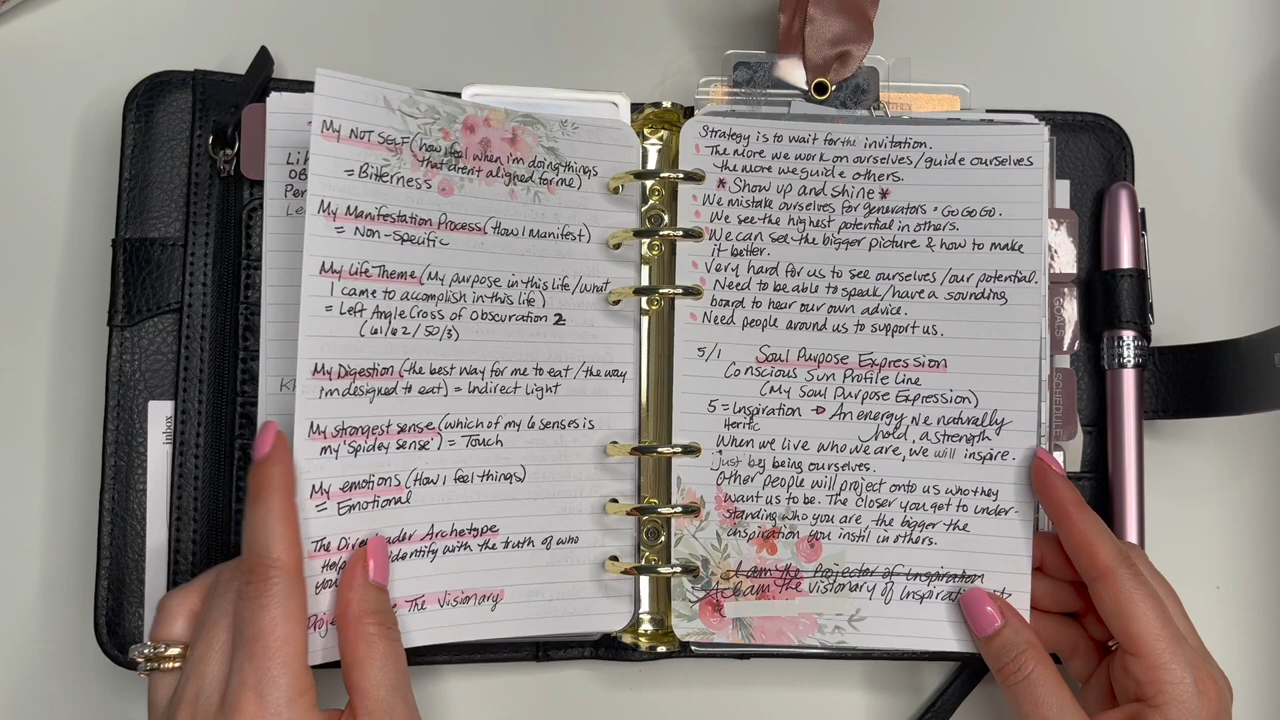 My NOT SELF (how i feel when i'm doing things
that aren't aligned for me)
= Bitterness
My Manifestation Process (How I Manifest)
= Non-Specific
My Life Theme (My purpose in this life/what
I came to accomplish in this life)
= Left Angle Cross of Obscuration 2
(61/62/50/3)
My Digestion (the best way for me to eat/the way
i'm designed to eat) = Indirect Light
My strongest sense (which of my 6 senses is
my 'Spidey sense') = Touch
My emotions (How I feel things)
= Emotional
The Archetype
Help identify with the truth of who
The Visionary
Strategy is to wait for the invitation.
The more we work on ourselves/guide ourselves
the more we guide others.
* Show up and shine *
We mistake ourselves for generators = GO GO GO.
We see the highest potential in others.
We can see the bigger picture & how to make
it better.
Very hard for us to see ourselves/our potential.
Need to be able to speak/have a sounding
board to hear our own advice.
Need people around us to support us.
5/1 Soul Purpose Expression
Conscious Sun Profile Line
(My Soul Purpose Expression)
5 = Inspiration → An energy we naturally
hold, a strength
When we live who we are, we will inspire.
Just by being ourselves.
Other people will project onto us who they
want us to be. The closer you get to under-
standing who you are, the bigger the
inspiration you instil in others.
I am the Projector of Inspiration
I am the visionary of
inbox
GOALS
SCHEDULE